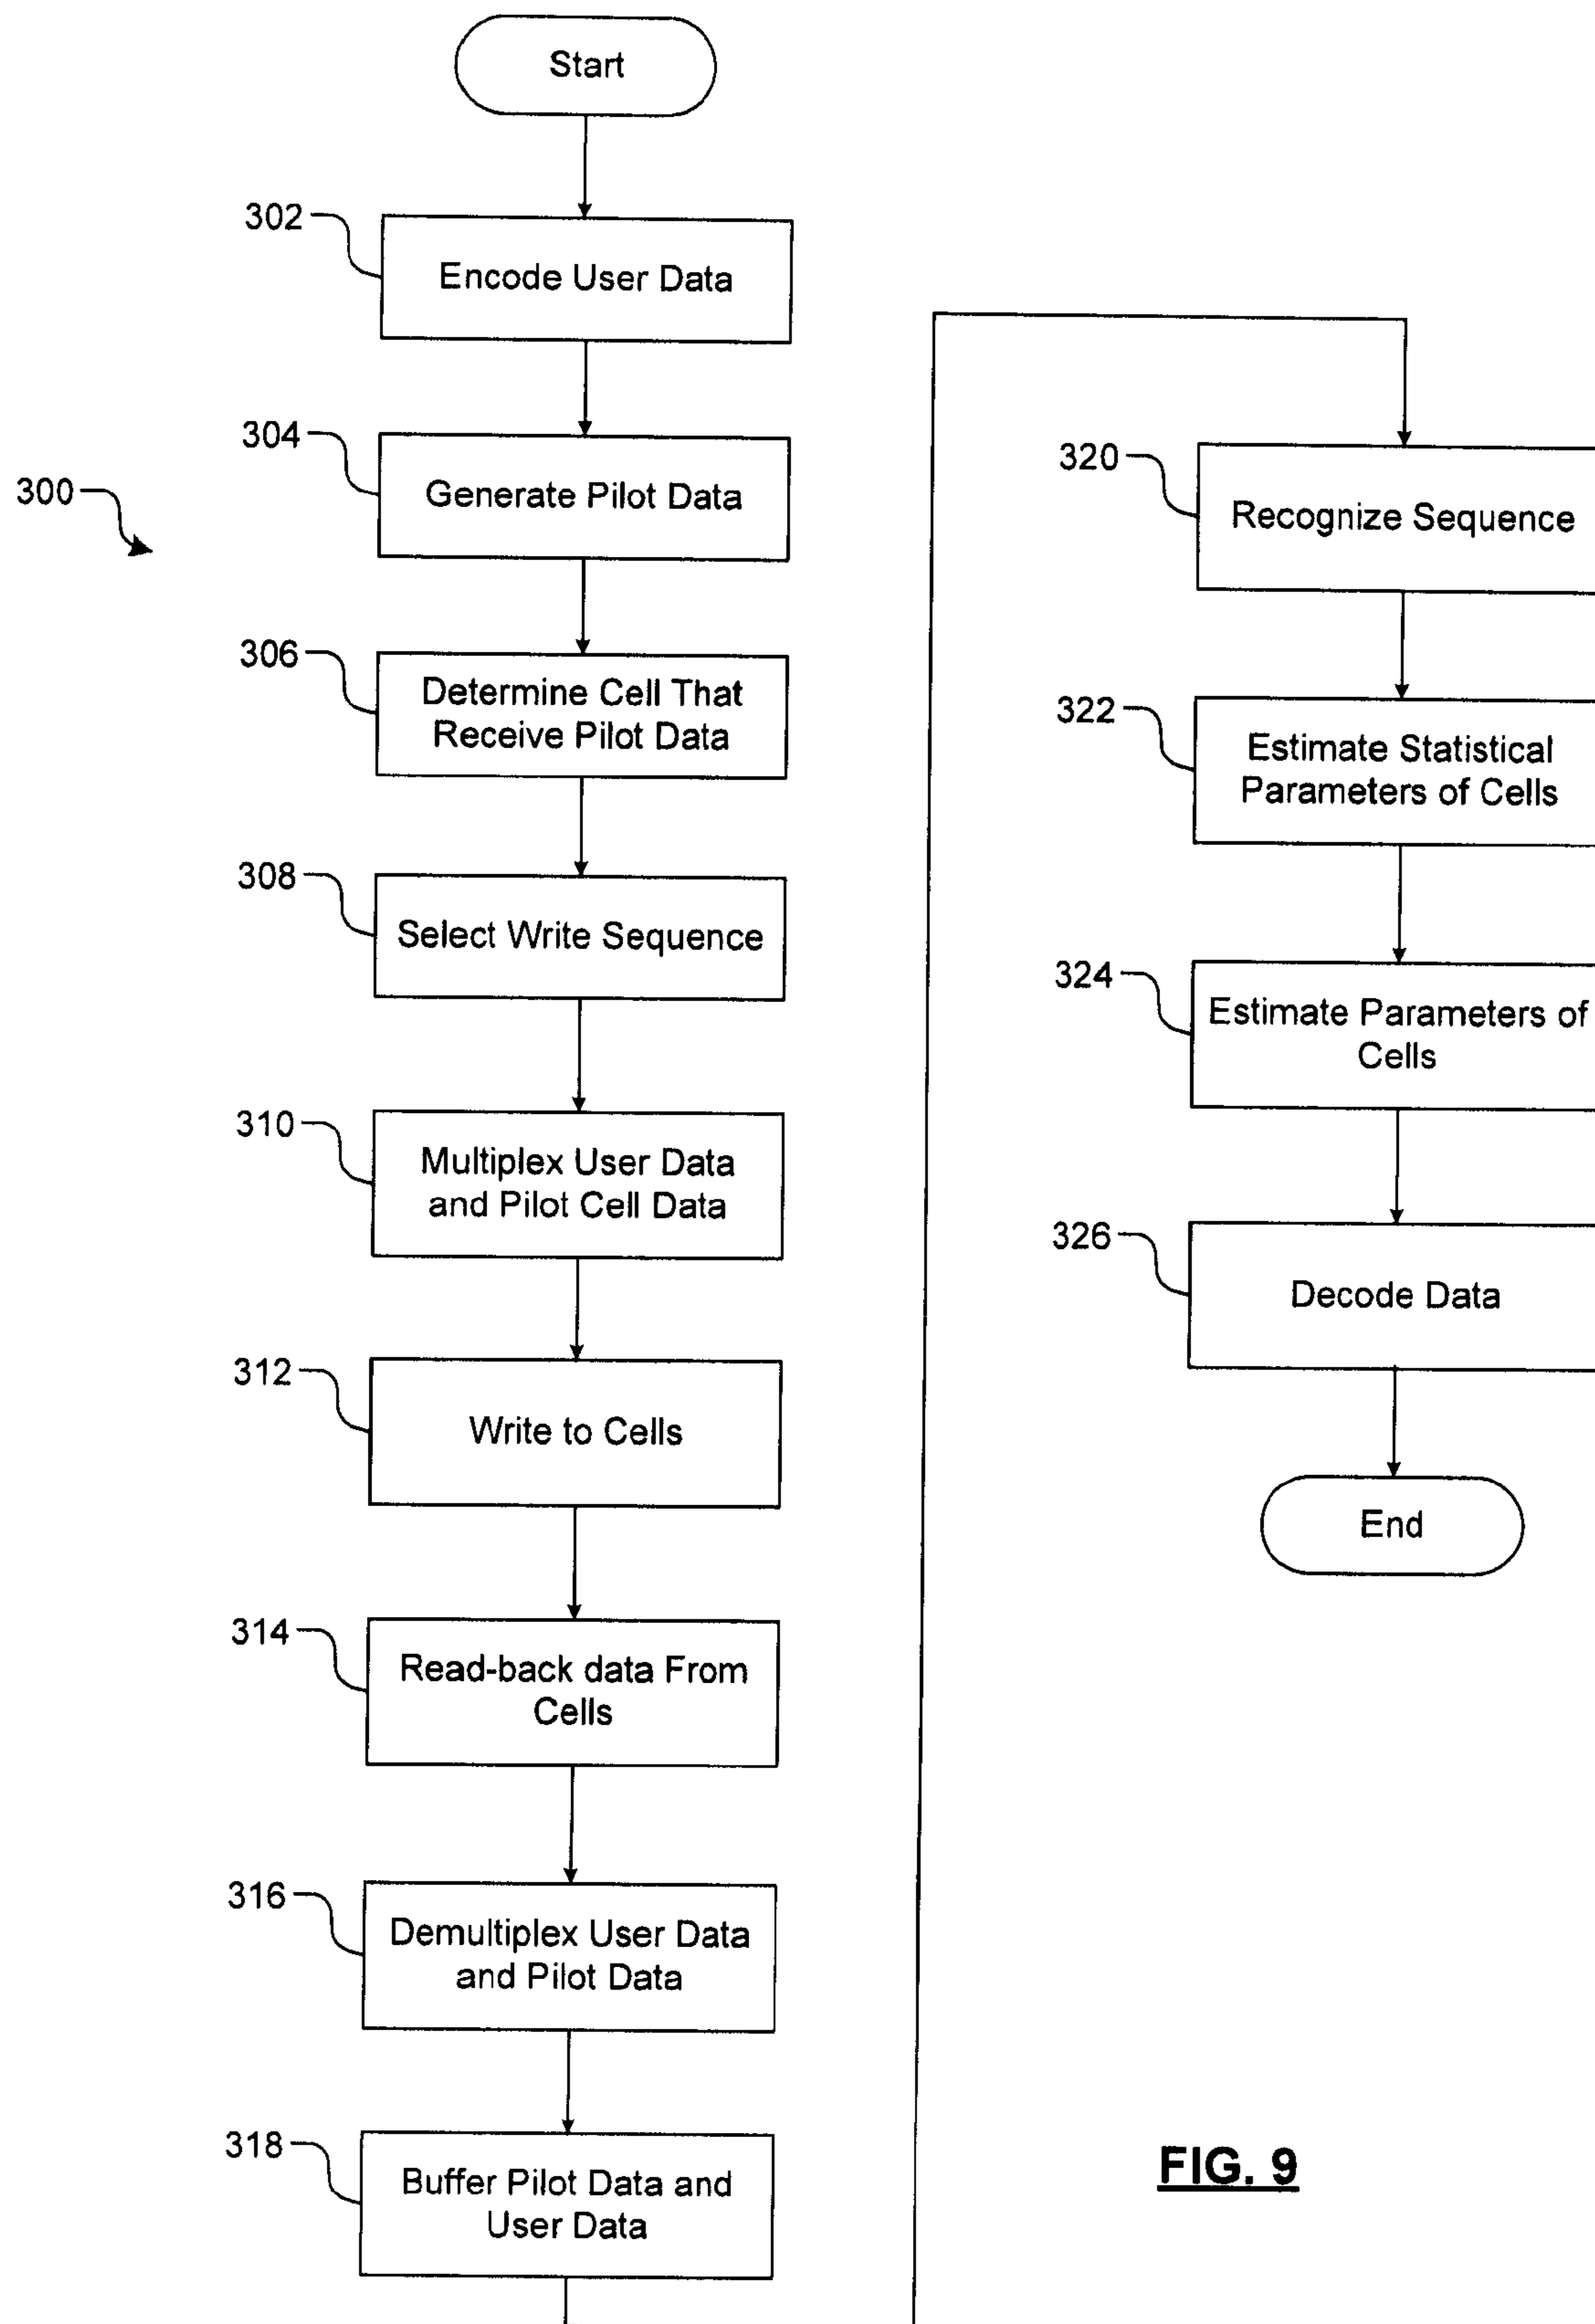 Start
302
Encode User Data
304
Generate Pilot Data
300
306
Determine Cell That
Receive Pilot Data
308
Select Write Sequence
310
Multiplex User Data
and Pilot Cell Data
312
Write to Cells
314
Read-back data From
Cells
316
Demultiplex User Data
and Pilot Data
318
Buffer Pilot Data and
User Data
320
Recognize Sequence
322
Estimate Statistical
Parameters of Cells
324
Estimate Parameters of
Cells
326
Decode Data
End
FIG. 9